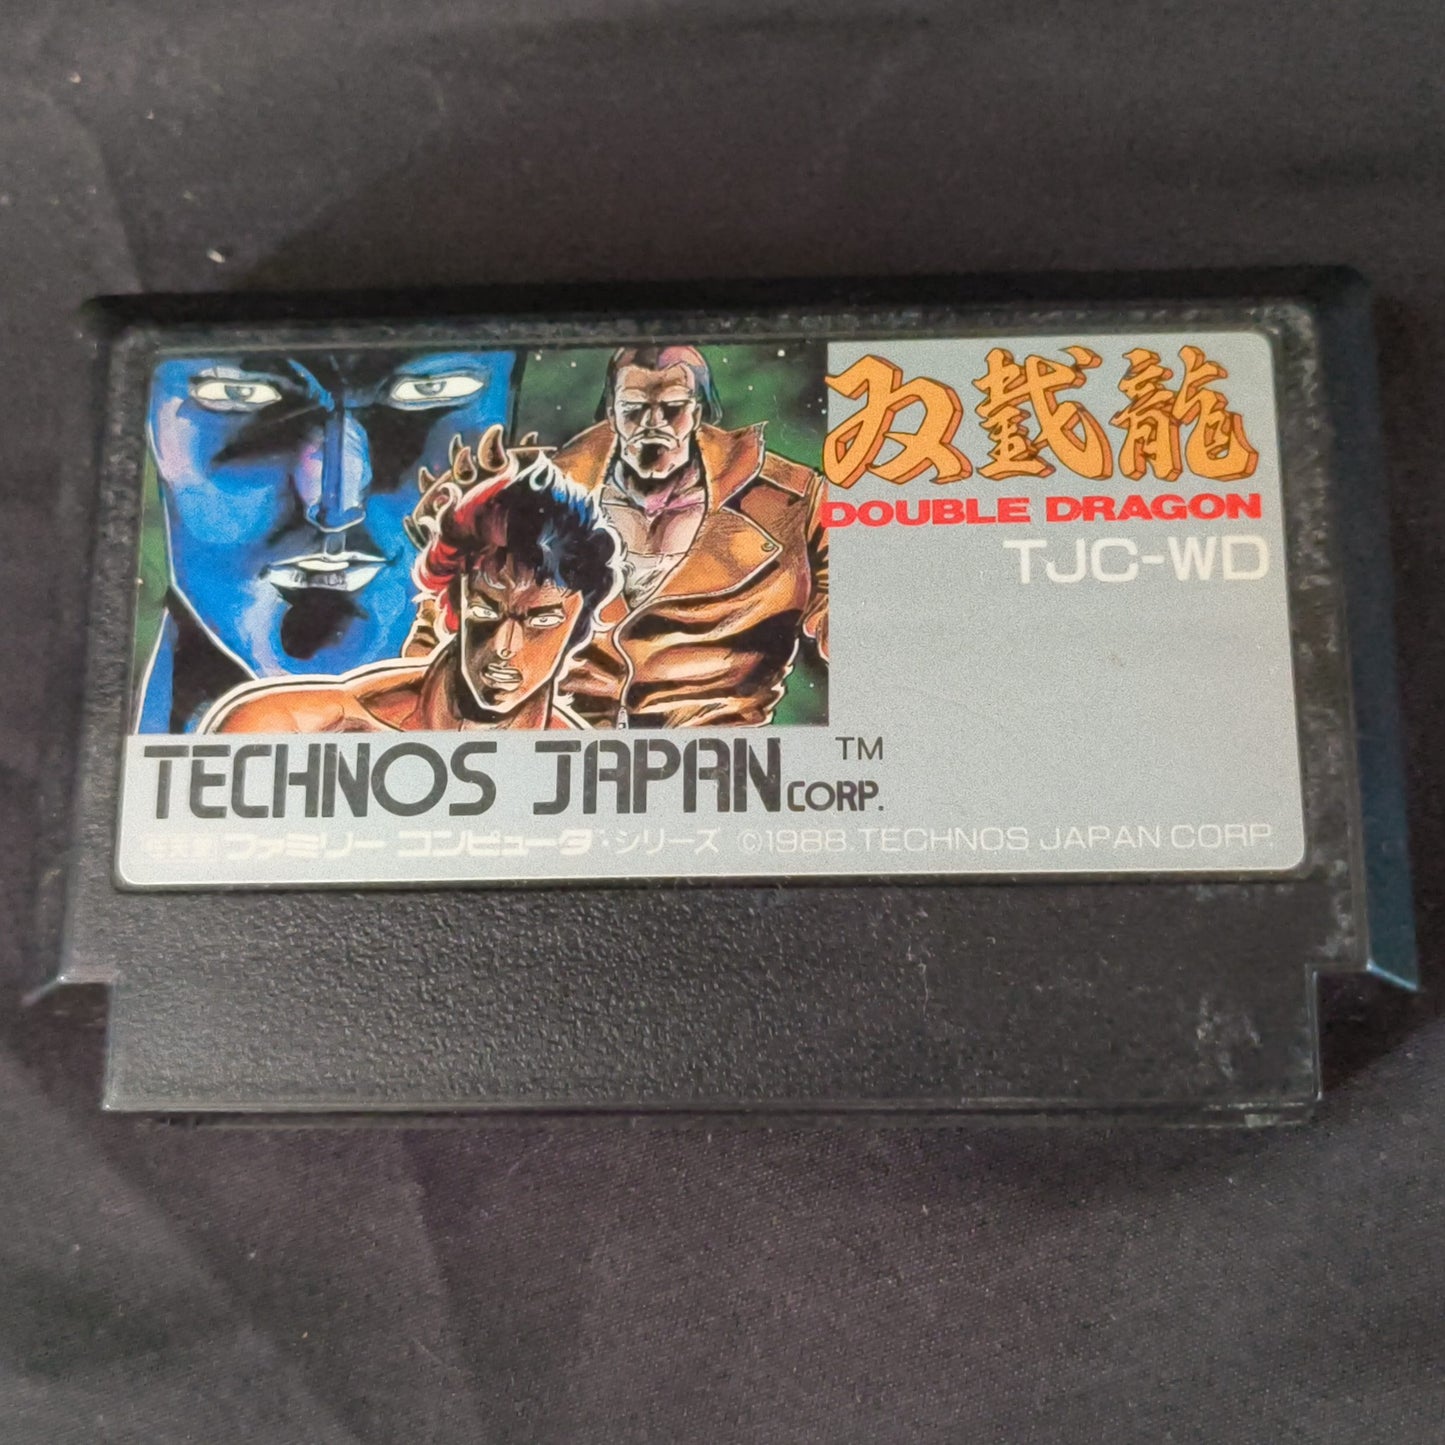 双截龍
DOUBLE DRAGON
TJC-WD
TECHNOS JAPAN CORP. TM
ファミリー コンピュータ・シリーズ ©1988. TECHNOS JAPAN CORP.